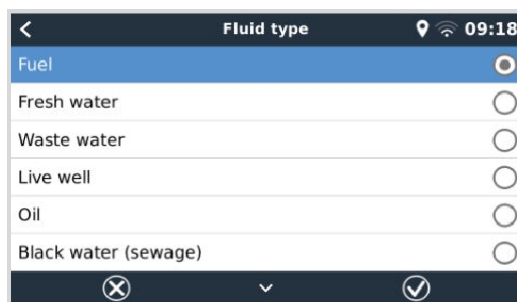 Fluid type
09:18
Fuel
Fresh water
Waste water
Live well
Oil
Black water (sewage)